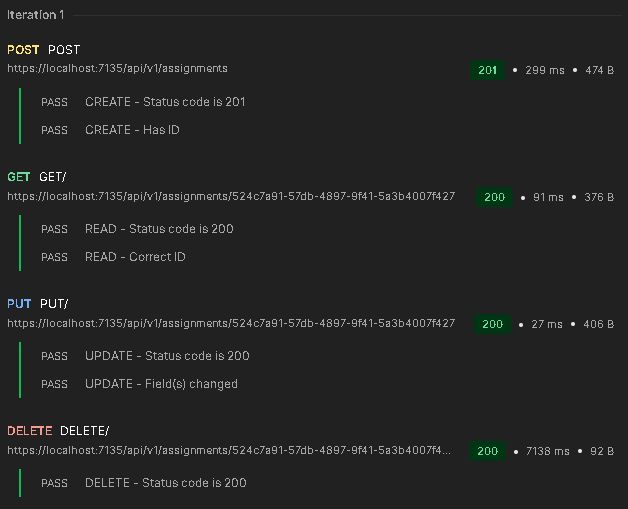 Iteration 1
POST POST
https://localhost:7135/api/v1/assignments 201 • 299 ms • 474 B
PASS CREATE - Status code is 201
PASS CREATE - Has ID
GET GET/
https://localhost:7135/api/v1/assignments/524c7a91-57db-4897-9f41-5a3b4007f427 200 • 91 ms • 376 B
PASS READ - Status code is 200
PASS READ - Correct ID
PUT PUT/
https://localhost:7135/api/v1/assignments/524c7a91-57db-4897-9f41-5a3b4007f427 200 • 27 ms • 406 B
PASS UPDATE - Status code is 200
PASS UPDATE - Field(s) changed
DELETE DELETE/
https://localhost:7135/api/v1/assignments/524c7a91-57db-4897-9f41-5a3b4007f4... 200 • 7138 ms • 92 B
PASS DELETE - Status code is 200